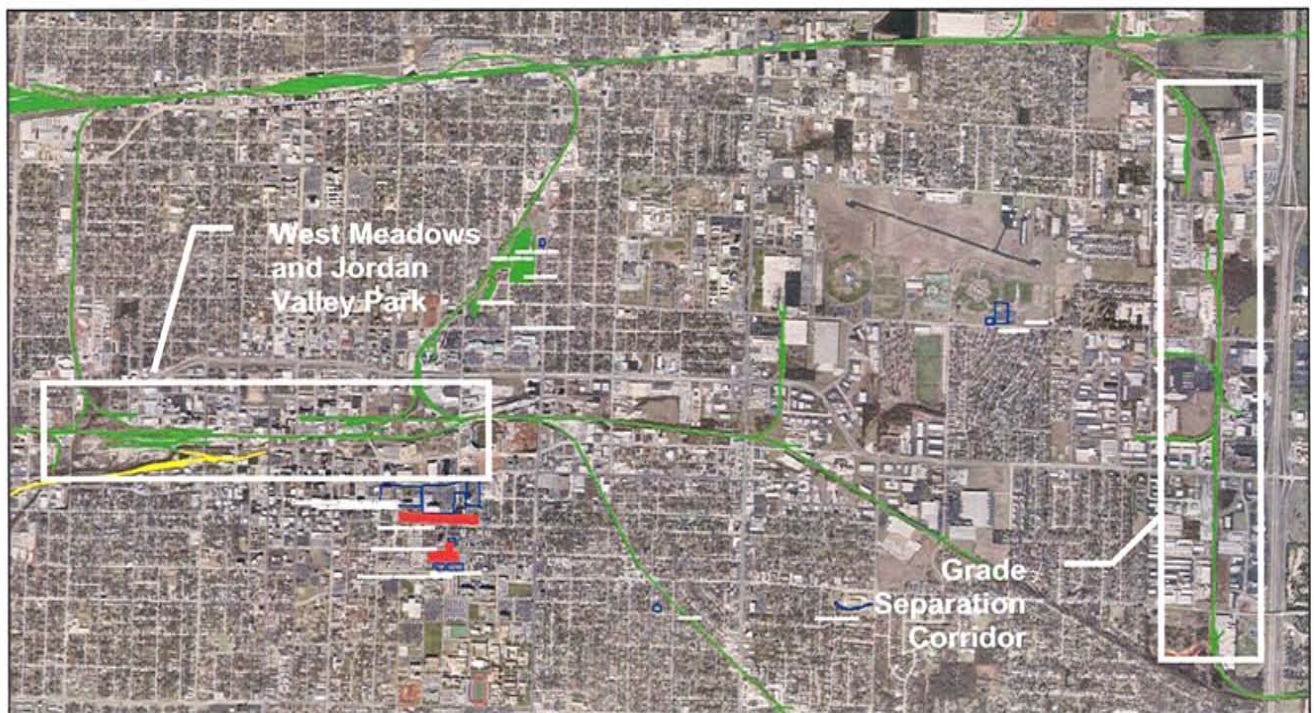 West Meadows
and Jordan
Valley Park
Grade
Separation
Corridor